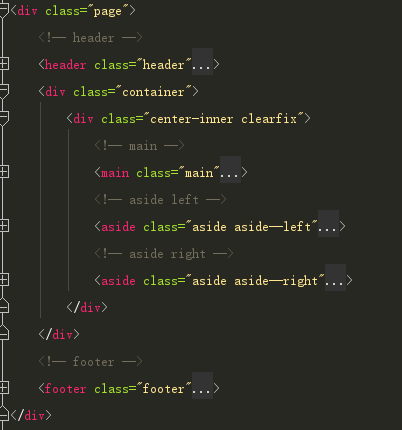 <div class="page">
<!-- header -->
<header class="header"...>
<div class="container">
<div class="center-inner clearfix">
<!-- main -->
<main class="main"...>
<!-- aside left -->
<aside class="aside aside--left"...>
<!-- aside right -->
<aside class="aside aside--right"...>
</div>
</div>
<!-- footer -->
<footer class="footer"...>
</div>